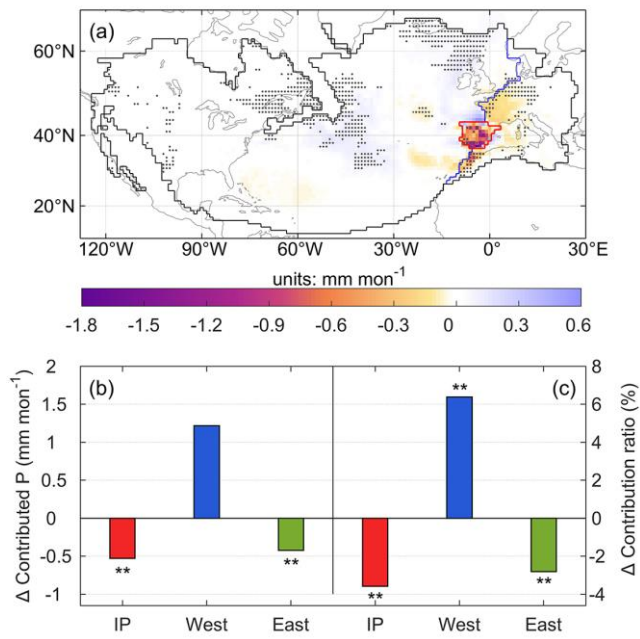 (a)
60°N
40°N
20°N
120°W 90°W 60°W 30°W 0° 30°E
units: mm mon⁻¹
-1.8 -1.5 -1.2 -0.9 -0.6 -0.3 0 0.3 0.6
(b)
Δ Contributed P (mm mon⁻¹)
2
1.5
1
0.5
0
-0.5
-1
** **
IP West East
(c)
**
** **
IP West East
8
6
4
2
0
-2
-4
Δ Contribution ratio (%)